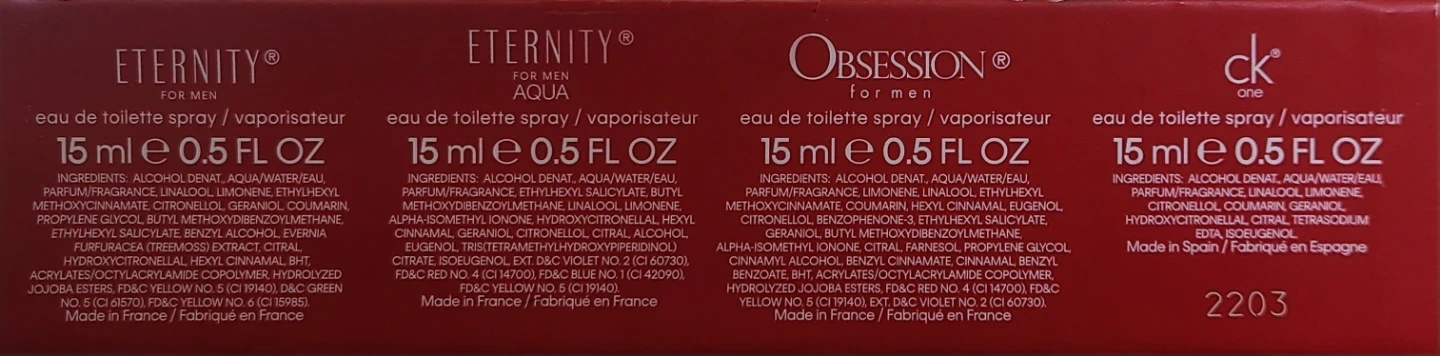 ETERNITY®
FOR MEN
eau de toilette spray / vaporisateur
15 ml e 0.5 FL OZ
INGREDIENTS: ALCOHOL DENAT., AQUA/WATER/EAU,
PARFUM/FRAGRANCE, LINALOOL, LIMONENE, ETHYLHEXYL
METHOXYCINNAMATE, CITRONELLOL, GERANIOL, COUMARIN,
PROPYLENE GLYCOL, BUTYL METHOXYDIBENZOYLMETHANE,
ETHYLHEXYL SALICYLATE, BENZYL ALCOHOL, EVERNIA
FURFURACEA (TREEMOSS) EXTRACT, CITRAL,
HYDROXYCITRONELLAL, HEXYL CINNAMAL, BHT,
ACRYLATES/OCTYLACRYLAMIDE COPOLYMER, HYDROLYZED
JOJOBA ESTERS, FD&C YELLOW NO. 5 (CI 19140), D&C GREEN
NO. 5 (CI 61570), FD&C YELLOW NO. 6 (CI 15985).
Made in France / Fabriqué en France
ETERNITY®
FOR MEN
AQUA
eau de toilette spray / vaporisateur
15 ml e 0.5 FL OZ
INGREDIENTS: ALCOHOL DENAT., AQUA/WATER/EAU,
PARFUM/FRAGRANCE, ETHYLHEXYL SALICYLATE, BUTYL
METHOXYDIBENZOYLMETHANE, LINALOOL, LIMONENE,
ALPHA-ISOMETHYL IONONE, HYDROXYCITRONELLAL, HEXYL
CINNAMAL, GERANIOL, CITRONELLOL, CITRAL, ALCOHOL,
EUGENOL, TRIS(TETRAMETHYLHYDROXYPIPERIDINOL)
CITRATE, ISOEUGENOL, EXT. D&C VIOLET NO. 2 (CI 60730),
FD&C RED NO. 4 (CI 14700), FD&C BLUE NO. 1 (CI 42090),
FD&C YELLOW NO. 5 (CI 19140).
Made in France / Fabriqué en France
OBSESSION®
for men
eau de toilette spray / vaporisateur
15 ml e 0.5 FL OZ
INGREDIENTS: ALCOHOL DENAT., AQUA/WATER/EAU,
PARFUM/FRAGRANCE, LIMONENE, LINALOOL, ETHYLHEXYL
METHOXYCINNAMATE, COUMARIN, HEXYL CINNAMAL, EUGENOL,
CITRONELLOL, BENZOPHENONE-3, ETHYLHEXYL SALICYLATE,
GERANIOL, BUTYL METHOXYDIBENZOYLMETHANE,
ALPHA-ISOMETHYL IONONE, CITRAL, FARNESOL, PROPYLENE GLYCOL,
CINNAMYL ALCOHOL, BENZYL CINNAMATE, CINNAMAL, BENZYL
BENZOATE, BHT, ACRYLATES/OCTYLACRYLAMIDE COPOLYMER,
HYDROLYZED JOJOBA ESTERS, FD&C RED NO. 4 (CI 14700), FD&C
YELLOW NO. 5 (CI 19140), EXT. D&C VIOLET NO. 2 (CI 60730).
Made in France / Fabriqué en France
ck®
one
eau de toilette spray / vaporisateur
15 ml e 0.5 FL OZ
INGREDIENTS: ALCOHOL DENAT., AQUA/WATER/EAU,
PARFUM/FRAGRANCE, LINALOOL, LIMONENE,
CITRONELLOL, COUMARIN, GERANIOL,
HYDROXYCITRONELLAL, CITRAL, TETRASODIUM
EDTA, ISOEUGENOL.
Made in Spain / Fabriqué en Espagne
2203